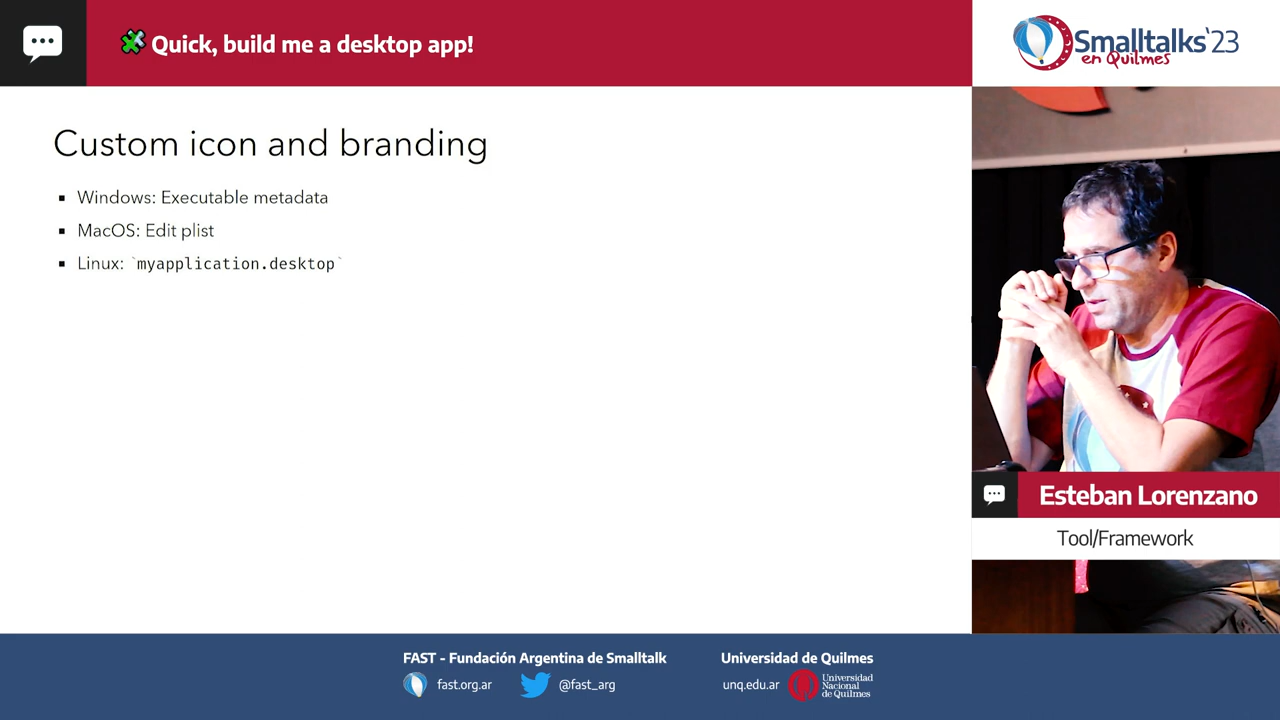 Quick, build me a desktop app!
Smalltalks'23
en Quilmes
Custom icon and branding
▪ Windows: Executable metadata
▪ MacOS: Edit plist
▪ Linux: `myapplication.desktop`
Esteban Lorenzano
Tool/Framework
FAST - Fundación Argentina de Smalltalk
fast.org.ar
@fast_arg
Universidad de Quilmes
unq.edu.ar
Universidad
Nacional
de Quilmes